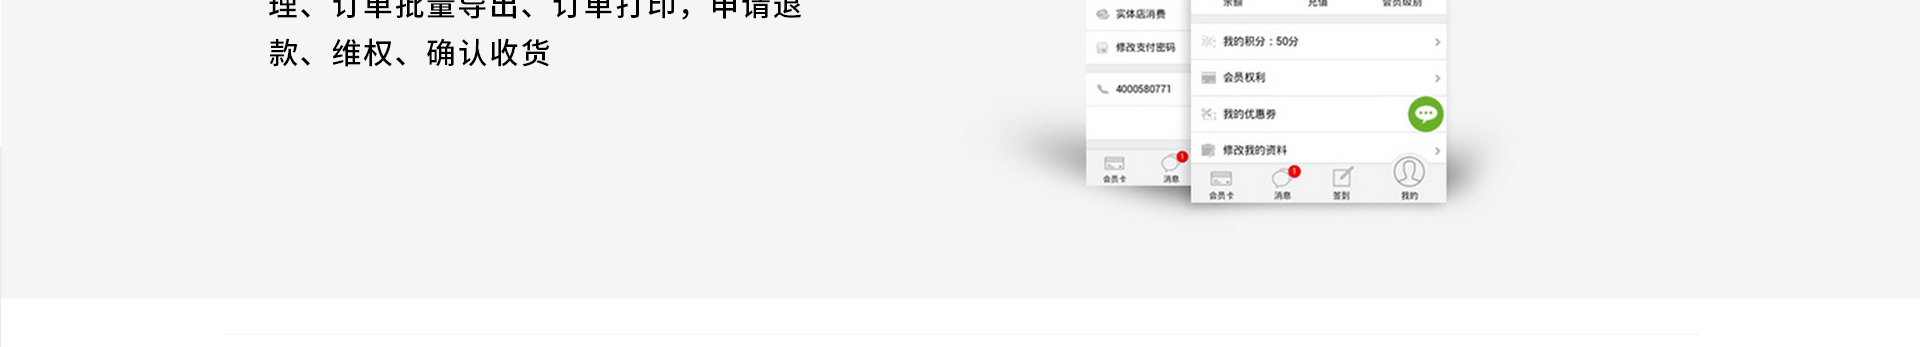 理、订单批量导出、订单打印，申请退
款、维权、确认收货
实体店消费
修改支付密码
4000580771
1
会员卡
消息
余额
充值
会员级别
我的积分：50分
会员权利
我的优惠券
修改我的资料
1
会员卡
消息
签到
我的